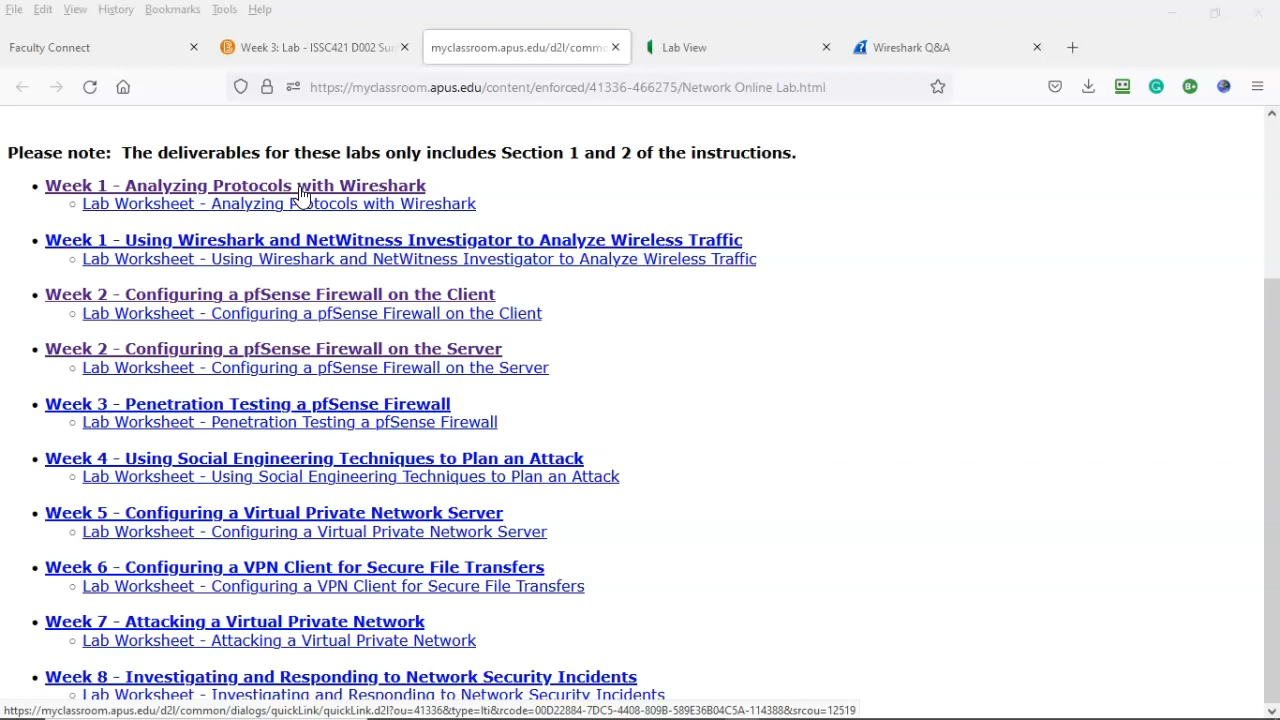 File Edit View History Bookmarks Tools Help
Faculty Connect
Week 3: Lab - ISSC421 D002 Sur
myclassroom.apus.edu/d2l/commo
Lab View
Wireshark Q&A
https://myclassroom.apus.edu/content/enforced/41336-466275/Network Online Lab.html
Please note: The deliverables for these labs only includes Section 1 and 2 of the instructions.
Week 1 - Analyzing Protocols with Wireshark
Lab Worksheet - Analyzing Protocols with Wireshark
Week 1 - Using Wireshark and NetWitness Investigator to Analyze Wireless Traffic
Lab Worksheet - Using Wireshark and NetWitness Investigator to Analyze Wireless Traffic
Week 2 - Configuring a pfSense Firewall on the Client
Lab Worksheet - Configuring a pfSense Firewall on the Client
Week 2 - Configuring a pfSense Firewall on the Server
Lab Worksheet - Configuring a pfSense Firewall on the Server
Week 3 - Penetration Testing a pfSense Firewall
Lab Worksheet - Penetration Testing a pfSense Firewall
Week 4 - Using Social Engineering Techniques to Plan an Attack
Lab Worksheet - Using Social Engineering Techniques to Plan an Attack
Week 5 - Configuring a Virtual Private Network Server
Lab Worksheet - Configuring a Virtual Private Network Server
Week 6 - Configuring a VPN Client for Secure File Transfers
Lab Worksheet - Configuring a VPN Client for Secure File Transfers
Week 7 - Attacking a Virtual Private Network
Lab Worksheet - Attacking a Virtual Private Network
Week 8 - Investigating and Responding to Network Security Incidents
Lab Worksheet - Investigating and Responding to Network Security Incidents
https://myclassroom.apus.edu/d2l/common/dialogs/quickLink/quickLink.d2l?ou=41336&type=lti&rcode=00D22884-7DC5-4408-809B-589E36B04C5A-114388&srcou=12519